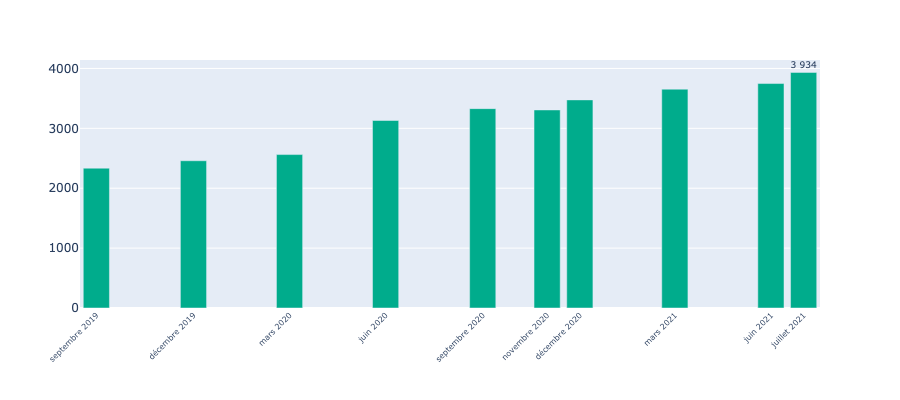 3 934
4000
3000
2000
1000
0
septembre 2019
décembre 2019
mars 2020
juin 2020
septembre 2020
novembre 2020
décembre 2020
mars 2021
juin 2021
juillet 2021